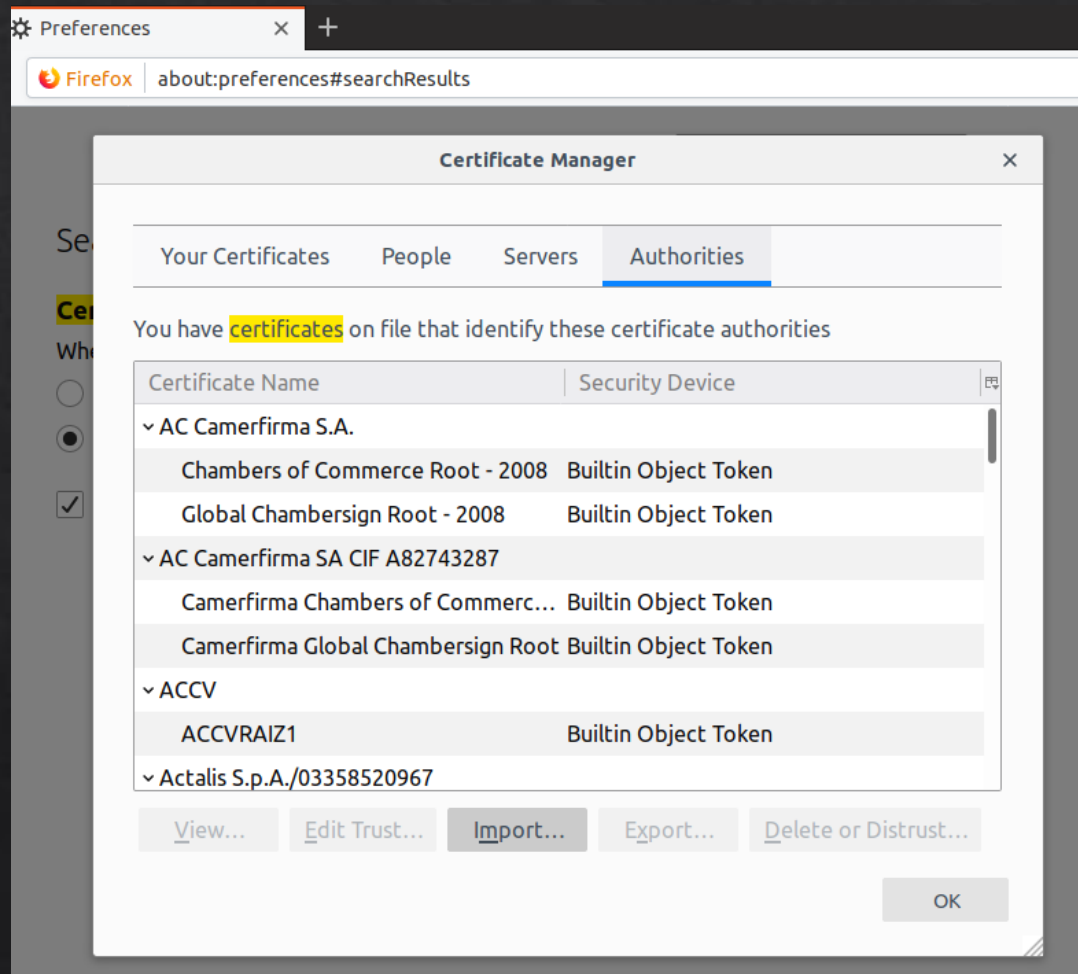 Preferences
Firefox about:preferences#searchResults
Certificate Manager
Se
Your Certificates People Servers Authorities
Cer
You have certificates on file that identify these certificate authorities
Whe
Certificate Name Security Device
AC Camerfirma S.A.
Chambers of Commerce Root - 2008 Builtin Object Token
Global Chambersign Root - 2008 Builtin Object Token
AC Camerfirma SA CIF A82743287
Camerfirma Chambers of Commerc... Builtin Object Token
Camerfirma Global Chambersign Root Builtin Object Token
ACCV
ACCVRAIZ1 Builtin Object Token
Actalis S.p.A./03358520967
View... Edit Trust... Import... Export... Delete or Distrust...
OK